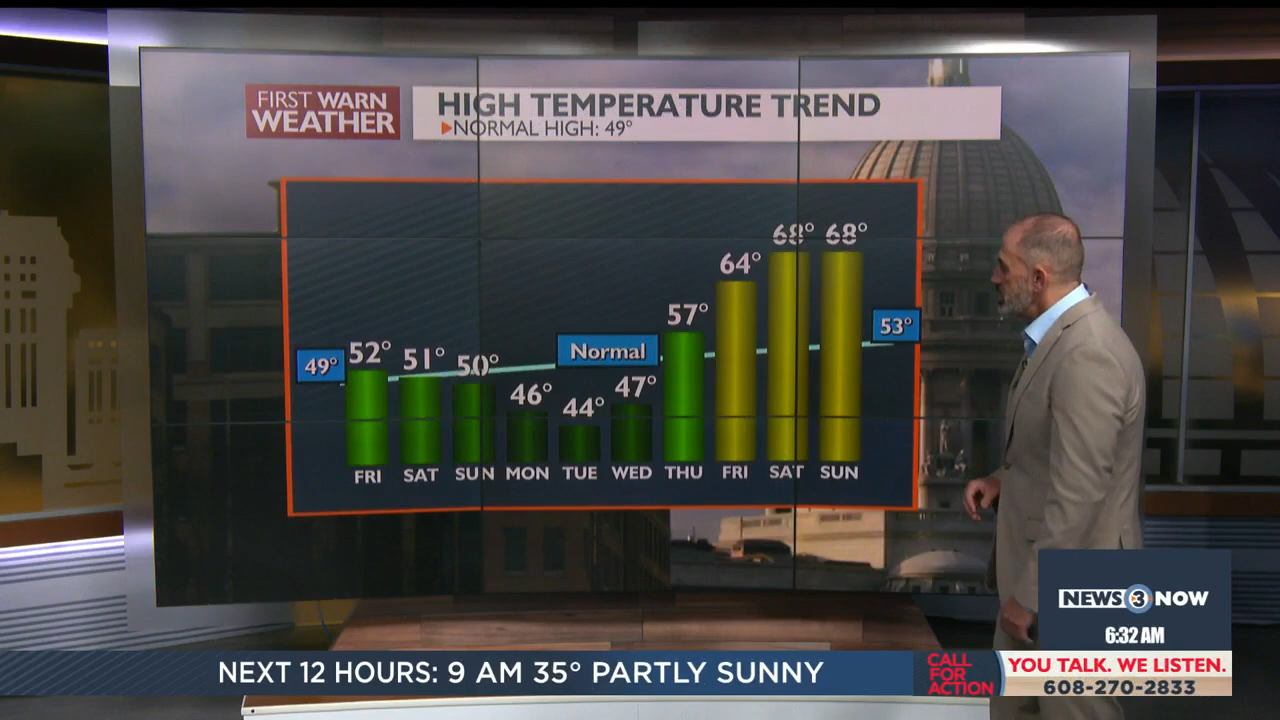 FIRST WARN
WEATHER
HIGH TEMPERATURE TREND
NORMAL HIGH: 49°
68° 68°
64°
57°
53°
52° 51° 50°
49°
Normal
46° 44° 47°
FRI SAT SUN MON TUE WED THU FRI SAT SUN
NEWS 3 NOW
6:32 AM
NEXT 12 HOURS: 9 AM 35° PARTLY SUNNY
CALL
FOR
ACTION
YOU TALK. WE LISTEN.
608-270-2833